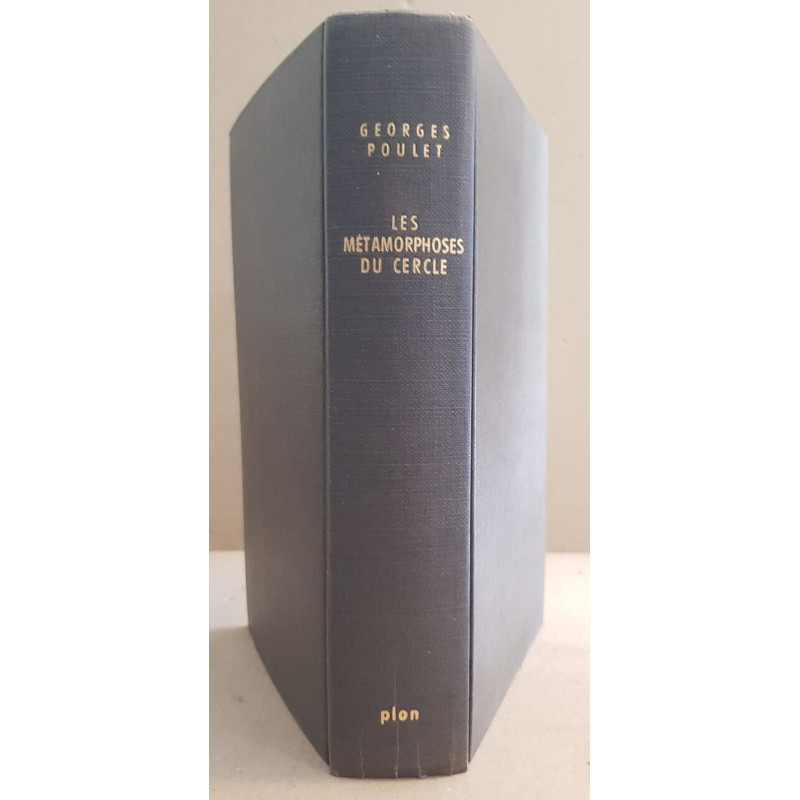 GEORGES
POULET
LES
MÉTAMORPHOSES
DU CERCLE
plon